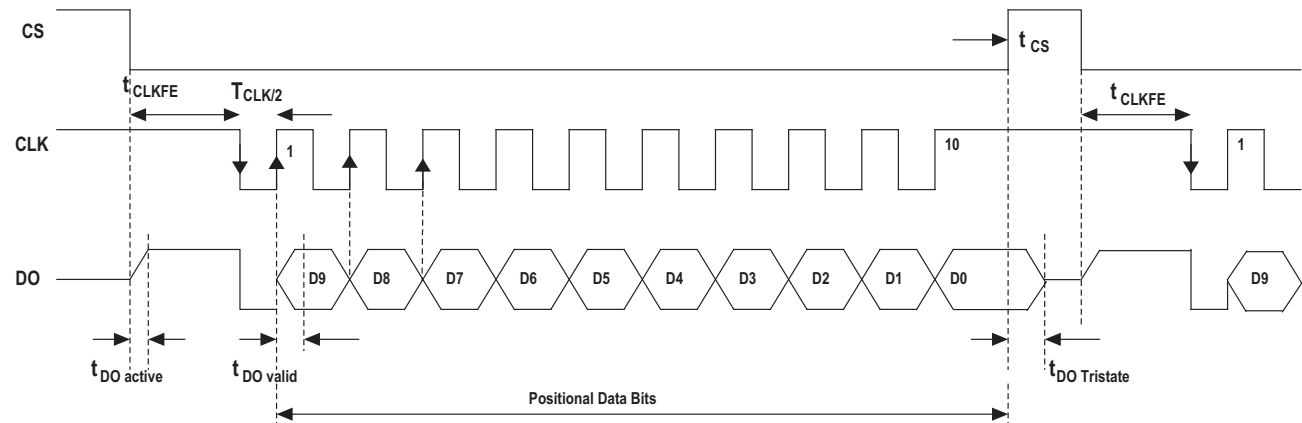 CS
t CS
t CLKFE
T CLK/2
t CLKFE
CLK
1
10
1
DO
D9
D8
D7
D6
D5
D4
D3
D2
D1
D0
D9
t DO active
t DO valid
t DO Tristate
Positional Data Bits